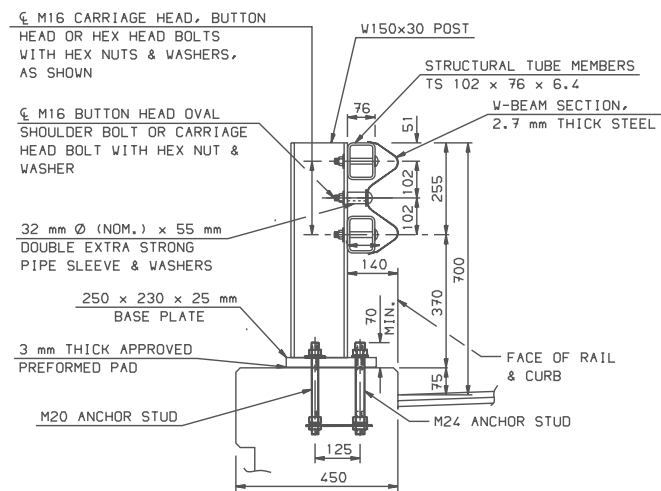 ℄ M16 CARRIAGE HEAD, BUTTON
HEAD OR HEX HEAD BOLTS
WITH HEX NUTS & WASHERS,
AS SHOWN
W150x30 POST
STRUCTURAL TUBE MEMBERS
TS 102 x 76 x 6.4
W-BEAM SECTION,
2.7 mm THICK STEEL
76
51
℄ M16 BUTTON HEAD OVAL
SHOULDER BOLT OR CARRIAGE
HEAD BOLT WITH HEX NUT &
WASHER
102
102
255
700
32 mm Ø (NOM.) x 55 mm
DOUBLE EXTRA STRONG
PIPE SLEEVE & WASHERS
140
370
250 x 230 x 25 mm
BASE PLATE
70
MIN.
3 mm THICK APPROVED
PREFORMED PAD
FACE OF RAIL
& CURB
75
M20 ANCHOR STUD
M24 ANCHOR STUD
125
450